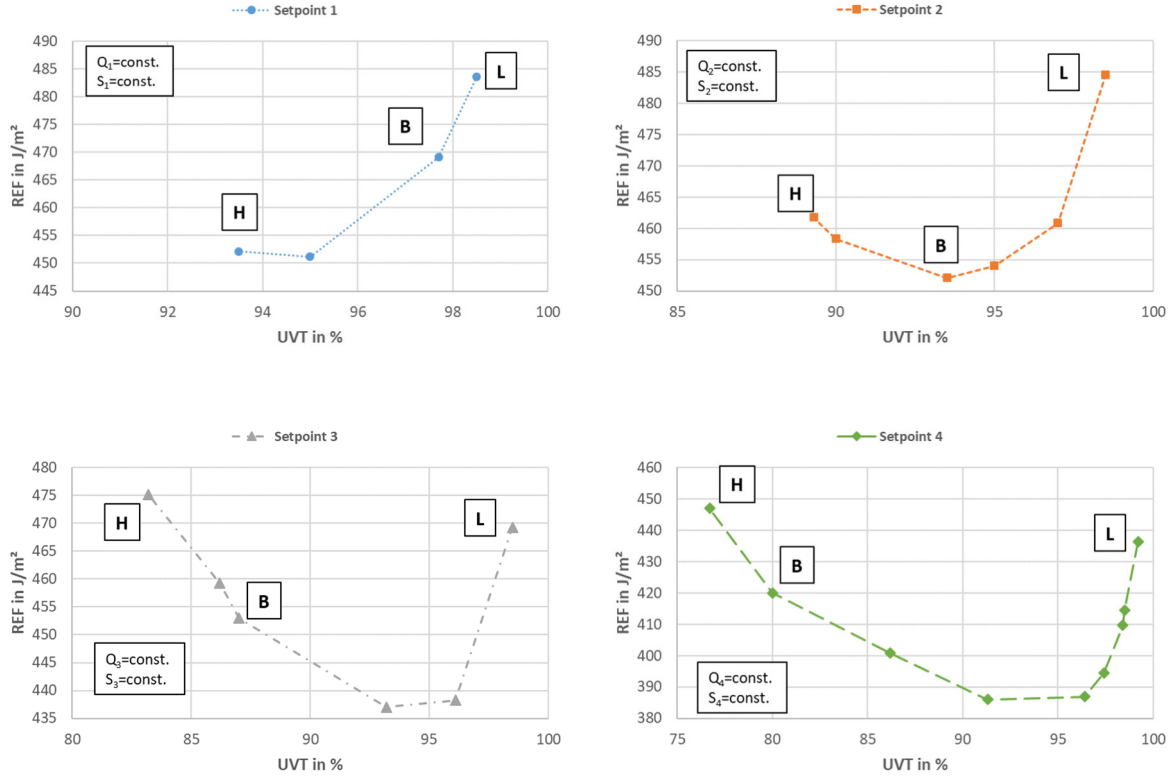 Setpoint 1
490
485
480
475
470
465
460
455
450
445
REF in J/m²
Q₁=const.
S₁=const.
H
B
L
90 92 94 96 98 100
UVT in %
Setpoint 2
490
485
480
475
470
465
460
455
450
REF in J/m²
Q₂=const.
S₂=const.
L
H
B
85 90 95 100
UVT in %
Setpoint 3
480
475
470
465
460
455
450
445
440
435
REF in J/m²
H
L
B
Q₃=const.
S₃=const.
80 85 90 95 100
UVT in %
Setpoint 4
460
450
440
430
420
410
400
390
380
REF in J/m²
H
L
B
Q₄=const.
S₄=const.
75 80 85 90 95 100
UVT in %